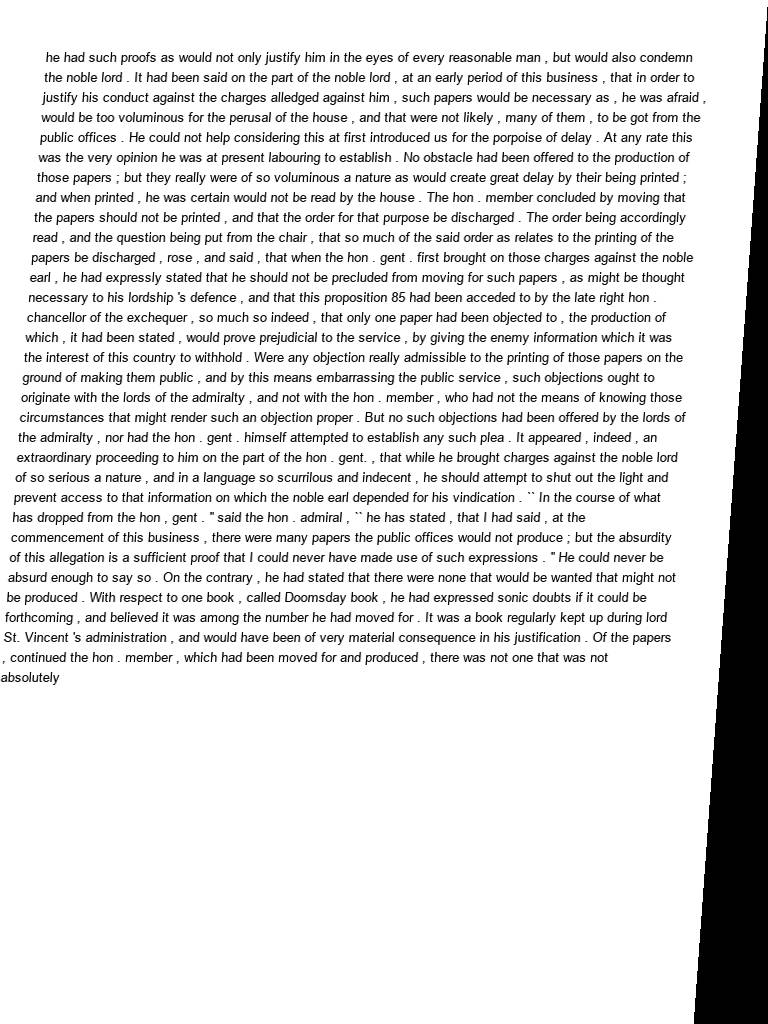 he had such proofs as would not only justify him in the eyes of every reasonable man , but would also condemn
the noble lord . It had been said on the part of the noble lord , at an early period of this business , that in order to
justify his conduct against the charges alledged against him , such papers would be necessary as , he was afraid ,
would be too voluminous for the perusal of the house , and that were not likely , many of them , to be got from the
public offices . He could not help considering this at first introduced us for the porpoise of delay . At any rate this
was the very opinion he was at present labouring to establish . No obstacle had been offered to the production of
those papers ; but they really were of so voluminous a nature as would create great delay by their being printed ;
and when printed , he was certain would not be read by the house . The hon . member concluded by moving that
the papers should not be printed , and that the order for that purpose be discharged . The order being accordingly
read , and the question being put from the chair , that so much of the said order as relates to the printing of the
papers be discharged , rose , and said , that when the hon . gent . first brought on those charges against the noble
earl , he had expressly stated that he should not be precluded from moving for such papers , as might be thought
necessary to his lordship 's defence , and that this proposition 85 had been acceded to by the late right hon .
chancellor of the exchequer , so much so indeed , that only one paper had been objected to , the production of
which , it had been stated , would prove prejudicial to the service , by giving the enemy information which it was
the interest of this country to withhold . Were any objection really admissible to the printing of those papers on the
ground of making them public , and by this means embarrassing the public service , such objections ought to
originate with the lords of the admiralty , and not with the hon . member , who had not the means of knowing those
circumstances that might render such an objection proper . But no such objections had been offered by the lords of
the admiralty , nor had the hon . gent . himself attempted to establish any such plea . It appeared , indeed , an
extraordinary proceeding to him on the part of the hon . gent. , that while he brought charges against the noble lord
of so serious a nature , and in a language so scurrilous and indecent , he should attempt to shut out the light and
prevent access to that information on which the noble earl depended for his vindication . `` In the course of what
has dropped from the hon , gent . '' said the hon . admiral , `` he has stated , that I had said , at the
commencement of this business , there were many papers the public offices would not produce ; but the absurdity
of this allegation is a sufficient proof that I could never have made use of such expressions . '' He could never be
absurd enough to say so . On the contrary , he had stated that there were none that would be wanted that might not
be produced . With respect to one book , called Doomsday book , he had expressed sonic doubts if it could be
forthcoming , and believed it was among the number he had moved for . It was a book regularly kept up during lord
St. Vincent 's administration , and would have been of very material consequence in his justification . Of the papers
, continued the hon . member , which had been moved for and produced , there was not one that was not
absolutely